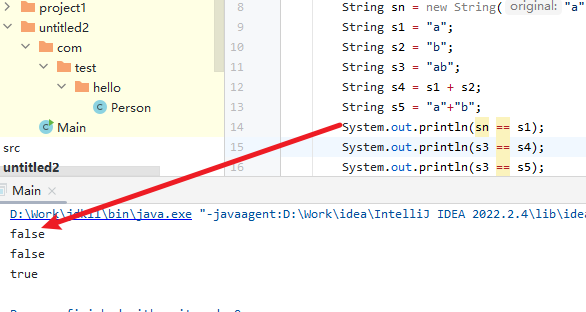 project1
untitled2
com
test
hello
Person
Main
src
untitled2
8 String sn = new String( original: "a"
9 String s1 = "a";
10 String s2 = "b";
11 String s3 = "ab";
12 String s4 = s1 + s2;
13 String s5 = "a"+"b";
14 System.out.println(sn == s1);
15 System.out.println(s3 == s4);
16 System.out.println(s3 == s5);
Main ×
D:\Work\jdk11\bin\java.exe "-javaagent:D:\Work\idea\IntelliJ IDEA 2022.2.4\lib\idea
false
false
true